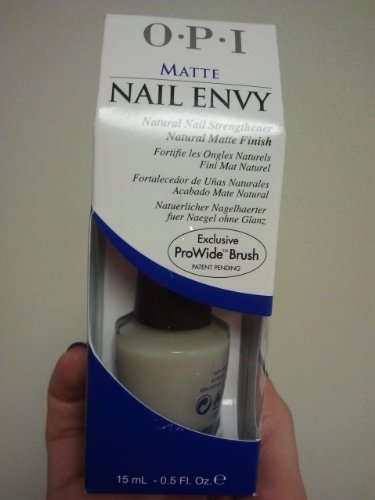 O·P·I
MATTE
NAIL ENVY
Natural Nail Strengthener
Natural Matte Finish
Fortifie les Ongles Naturels
Fini Mat Naturel
Fortalecedor de Uñas Naturales
Acabado Mate Natural
Natuerlicher Nagelhaerter
fuer Naegel ohne Glanz
Exclusive
ProWide™ Brush
PATENT PENDING
15 mL - 0.5 Fl. Oz. ℮